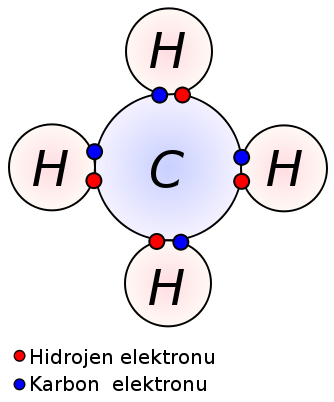 H
H C H
H
Hidrojen elektronu
Karbon elektronu